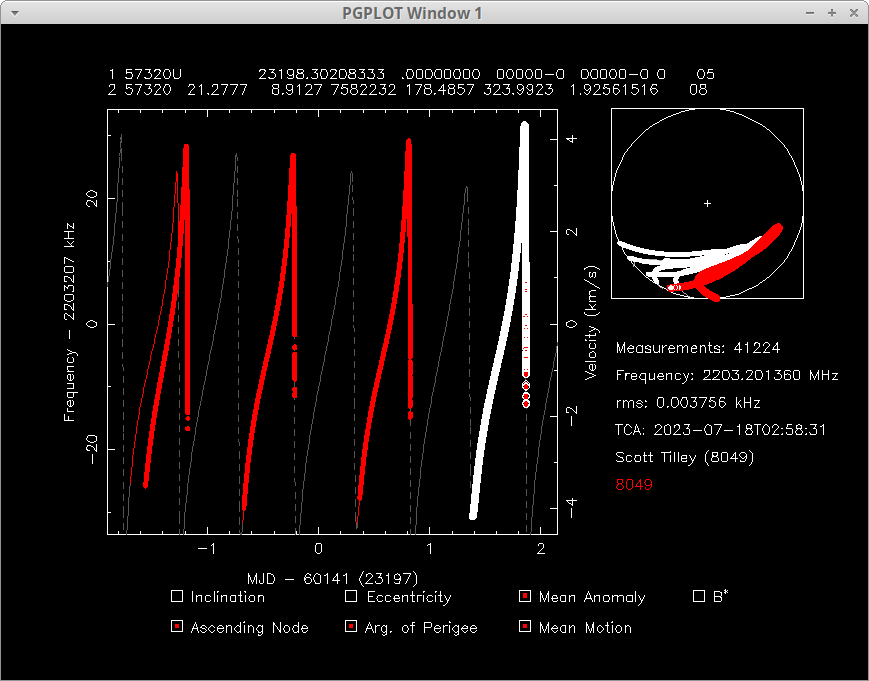 PGPLOT Window 1
1 57320U 23198.30208333 .00000000 00000-0 00000-0 0 05
2 57320 21.2777 8.9127 7582232 178.4857 323.9923 1.92561516 08
20
0
-20
Frequency - 2203207 kHz
4
2
0
-2
-4
Velocity (km/s)
-1 0 1 2
MJD - 60141 (23197)
Measurements: 41224
Frequency: 2203.201360 MHz
rms: 0.003756 kHz
TCA: 2023-07-18T02:58:31
Scott Tilley (8049)
8049
Inclination Eccentricity Mean Anomaly B*
Ascending Node Arg. of Perigee Mean Motion